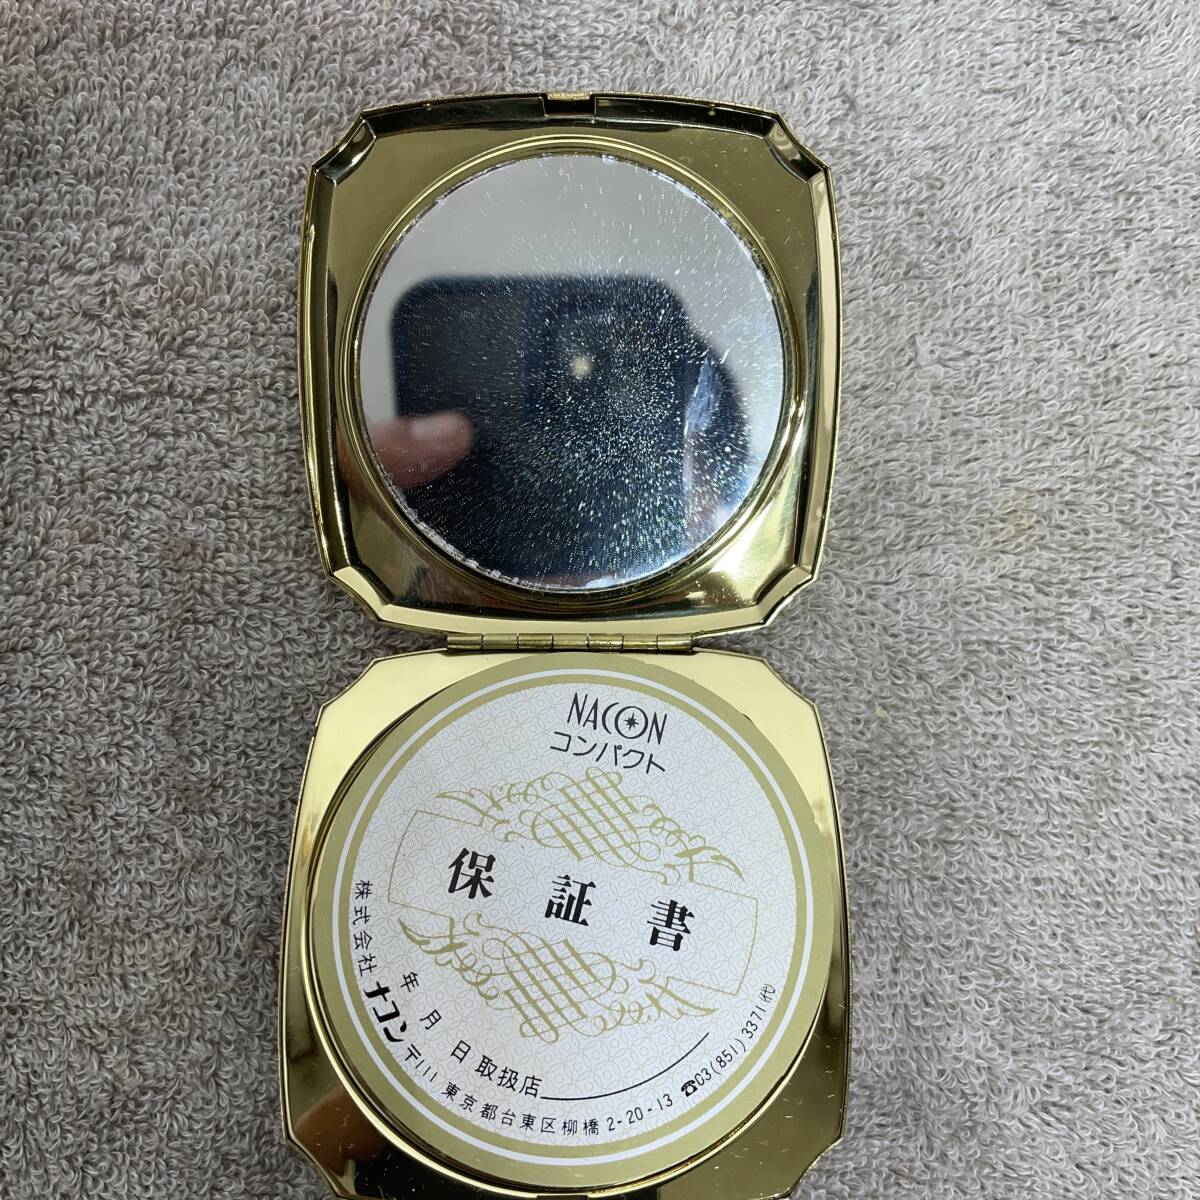 NACON
コンパクト
保証書
年月日取扱店
株式会社ナコン 〒111 東京都台東区柳橋2-20-13 ☎03(851)3371(代)